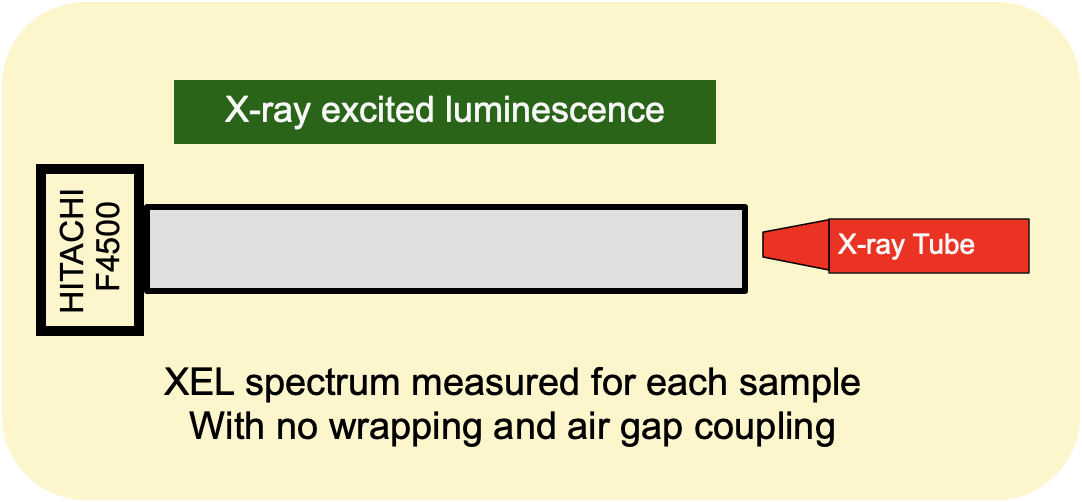 X-ray excited luminescence
HITACHI
F4500
X-ray Tube
XEL spectrum measured for each sample
With no wrapping and air gap coupling